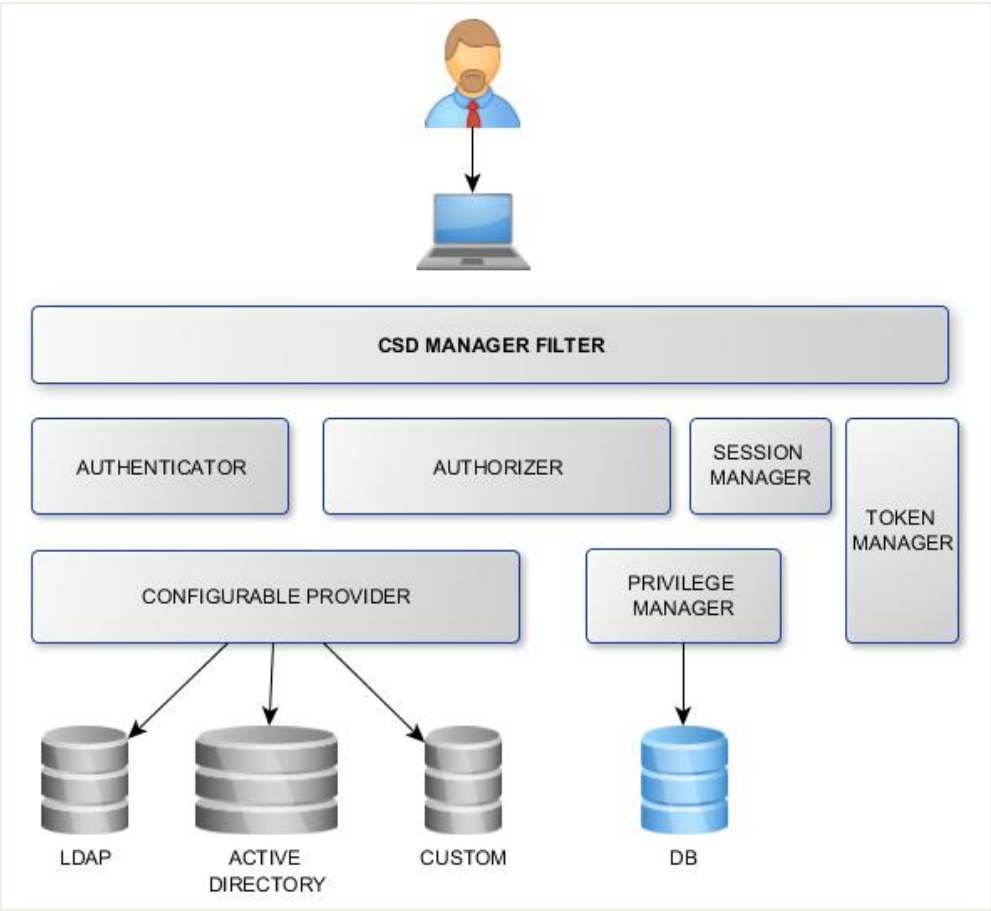 CSD MANAGER FILTER
AUTHENTICATOR
AUTHORIZER
SESSION
MANAGER
TOKEN
MANAGER
CONFIGURABLE PROVIDER
PRIVILEGE
MANAGER
LDAP
ACTIVE
DIRECTORY
CUSTOM
DB